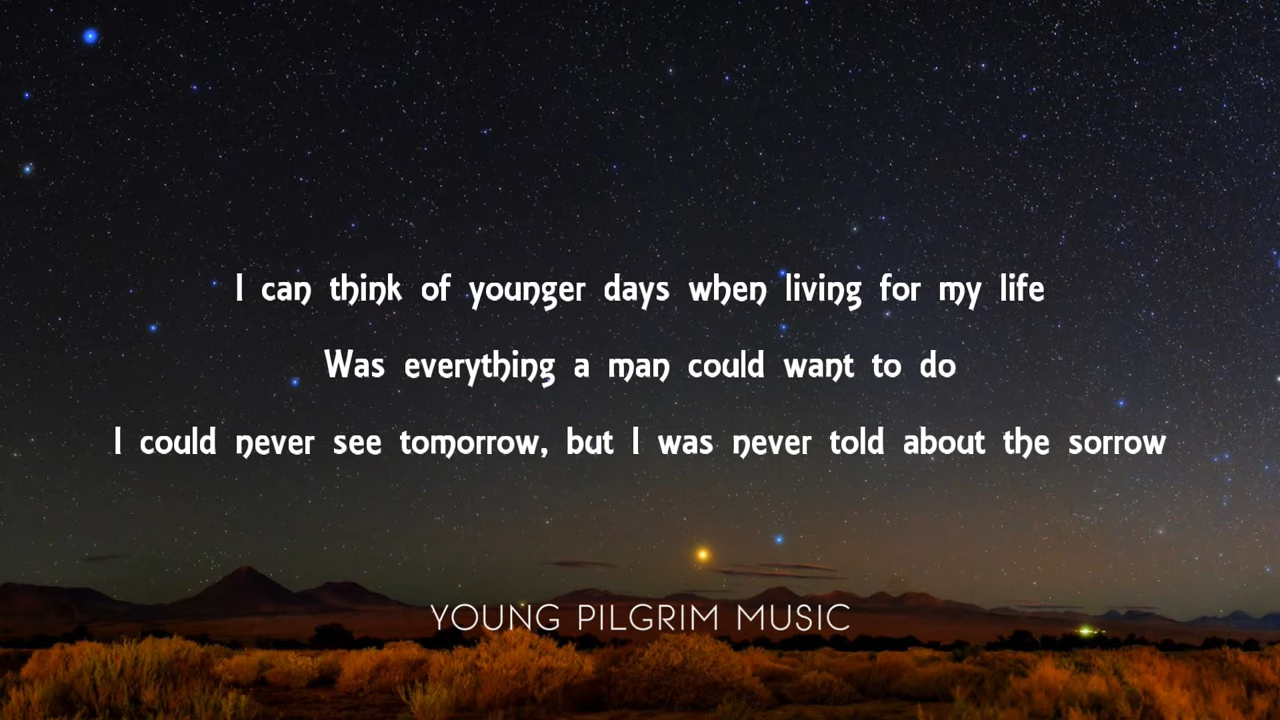 I can think of younger days when living for my life
Was everything a man could want to do
I could never see tomorrow, but I was never told about the sorrow
YOUNG PILGRIM MUSIC